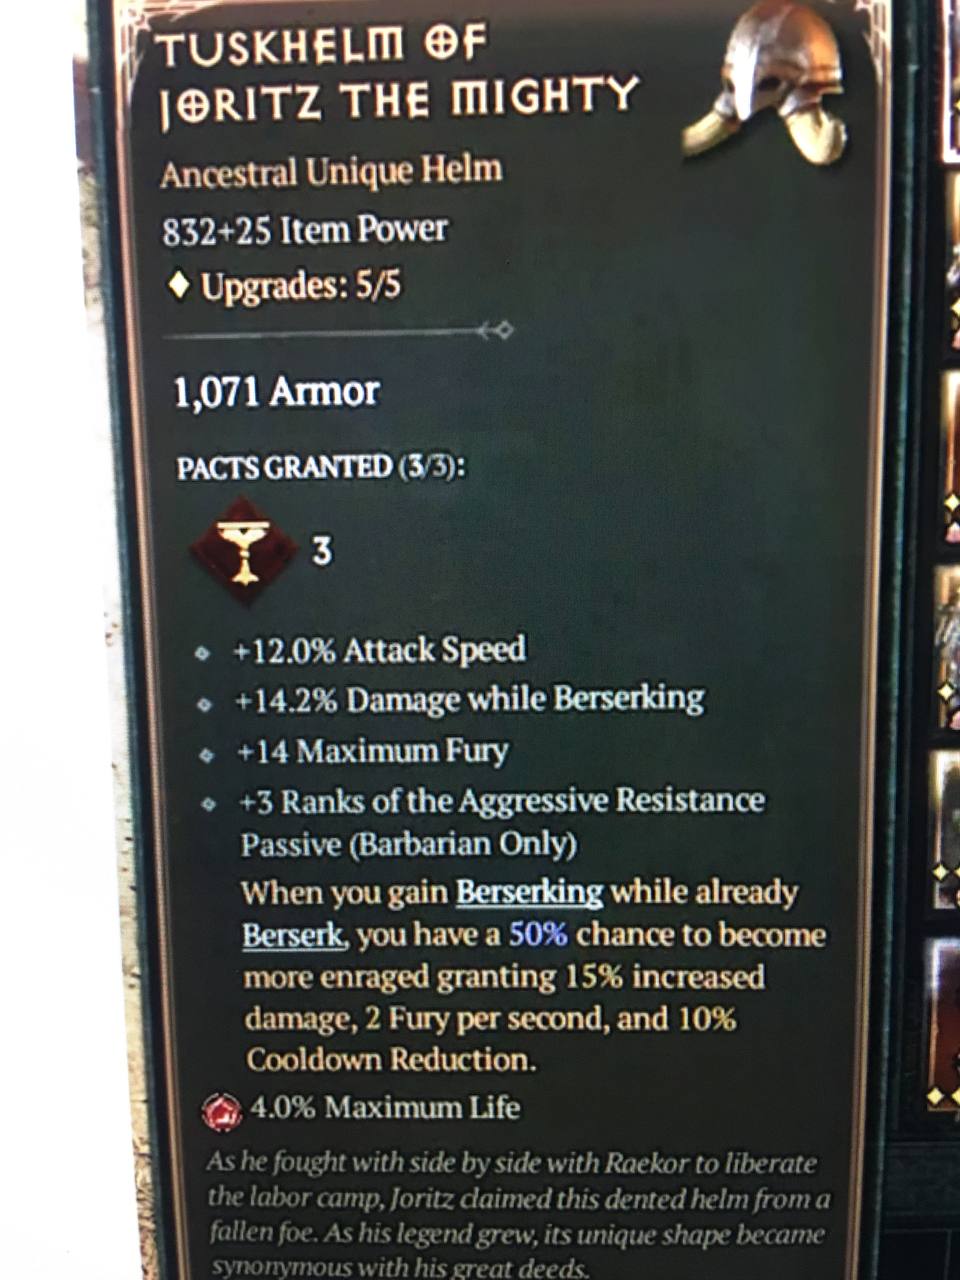 TUSKHELM OF
JORITZ THE MIGHTY
Ancestral Unique Helm
832+25 Item Power
Upgrades: 5/5
1,071 Armor
PACTS GRANTED (3/3):
3
+12.0% Attack Speed
+14.2% Damage while Berserking
+14 Maximum Fury
+3 Ranks of the Aggressive Resistance
Passive (Barbarian Only)
When you gain Berserking while already
Berserk, you have a 50% chance to become
more enraged granting 15% increased
damage, 2 Fury per second, and 10%
Cooldown Reduction.
4.0% Maximum Life
As he fought with side by side with Raekor to liberate
the labor camp, Joritz claimed this dented helm from a
fallen foe. As his legend grew, its unique shape became
synonymous with his great deeds.